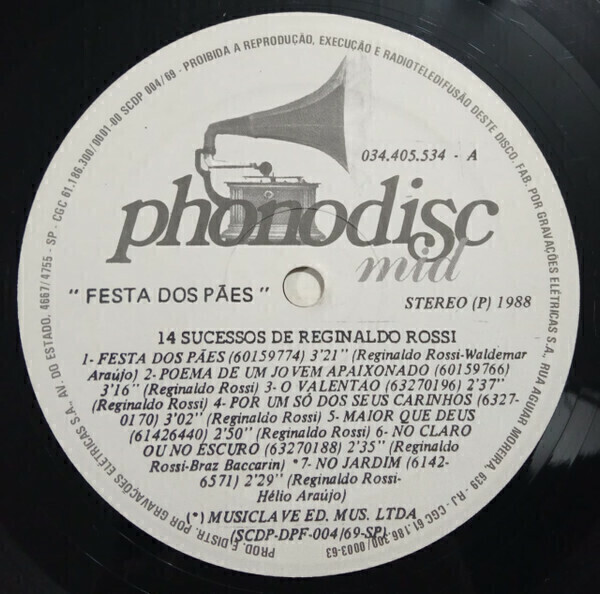 PROD. E DISTR. POR GRAVAÇÕES ELÉTRICAS S.A., AV. DO ESTADO, 4667/4755 - SP - CGC 61.186.300/0001-00 SCDP 004/69 - PROIBIDA A REPRODUÇÃO, EXECUÇÃO E RADIOTELEDIFUSÃO DESTE DISCO. FAB. POR GRAVAÇÕES ELÉTRICAS S.A., RUA AGUIAR MOREIRA, 639 - RJ - CGC 61.186.300/0003-63
034.405.534 - A
phonodisc
mid
" FESTA DOS PÃES "
STEREO (P) 1988
14 SUCESSOS DE REGINALDO ROSSI
1- FESTA DOS PÃES (60159774) 3'21" (Reginaldo Rossi-Waldemar
Araújo) 2- POEMA DE UM JOVEM APAIXONADO (60159766)
3'16" (Reginaldo Rossi) 3- O VALENTAO (63270196) 2'37"
(Reginaldo Rossi) 4- POR UM SÓ DOS SEUS CARINHOS (6327-
0170) 3'02" (Reginaldo Rossi) 5- MAIOR QUE DEUS
(61426440) 2'50" (Reginaldo Rossi) 6- NO CLARO
OU NO ESCURO (63270188) 2'35" (Reginaldo
Rossi-Braz Baccarin) *7- NO JARDIM (6142-
6571) 2'29" (Reginaldo Rossi-
Hélio Araújo)
(*) MUSICLAVE ED. MUS. LTDA
(SCDP-DPF-004/69-SP)